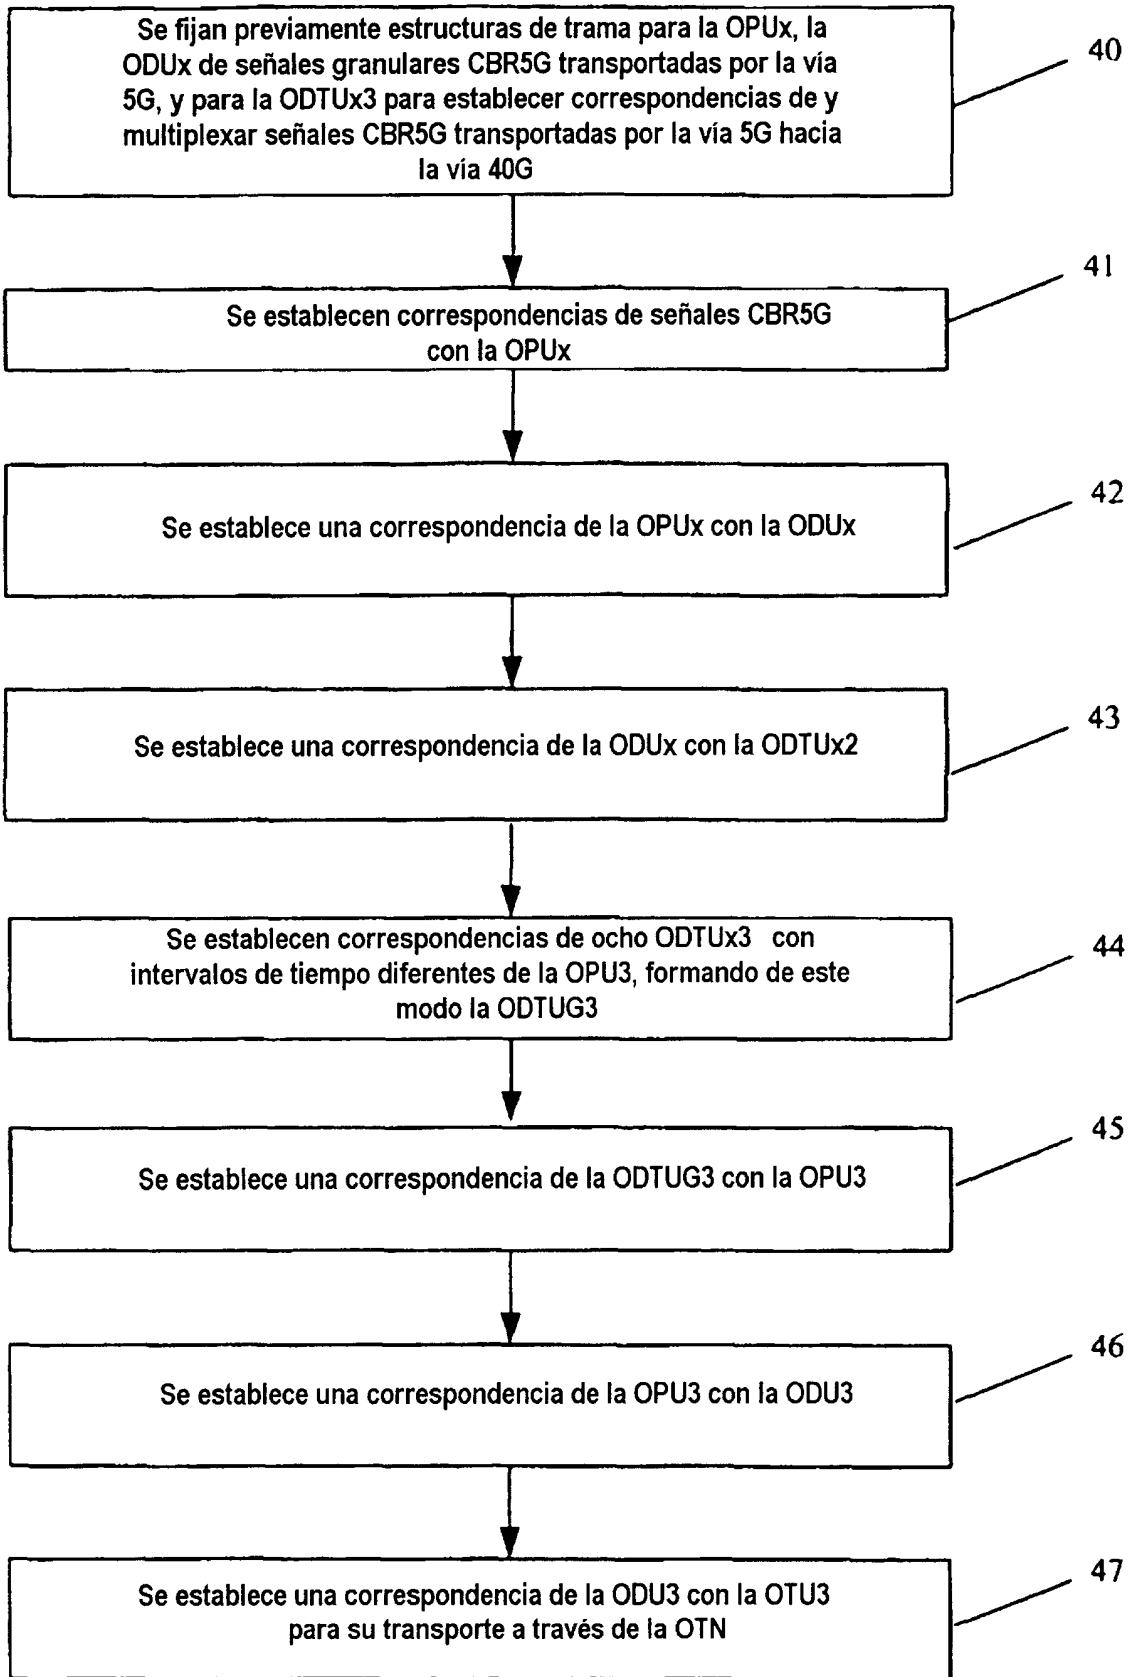 Se fijan previamente estructuras de trama para la OPUx, la
ODUx de señales granulares CBR5G transportadas por la vía
5G, y para la ODTUx3 para establecer correspondencias de y
multiplexar señales CBR5G transportadas por la vía 5G hacia
la vía 40G
40
Se establecen correspondencias de señales CBR5G
con la OPUx
41
Se establece una correspondencia de la OPUx con la ODUx
42
Se establece una correspondencia de la ODUx con la ODTUx2
43
Se establecen correspondencias de ocho ODTUx3 con
intervalos de tiempo diferentes de la OPU3, formando de este
modo la ODTUG3
44
Se establece una correspondencia de la ODTUG3 con la OPU3
45
Se establece una correspondencia de la OPU3 con la ODU3
46
Se establece una correspondencia de la ODU3 con la OTU3
para su transporte a través de la OTN
47